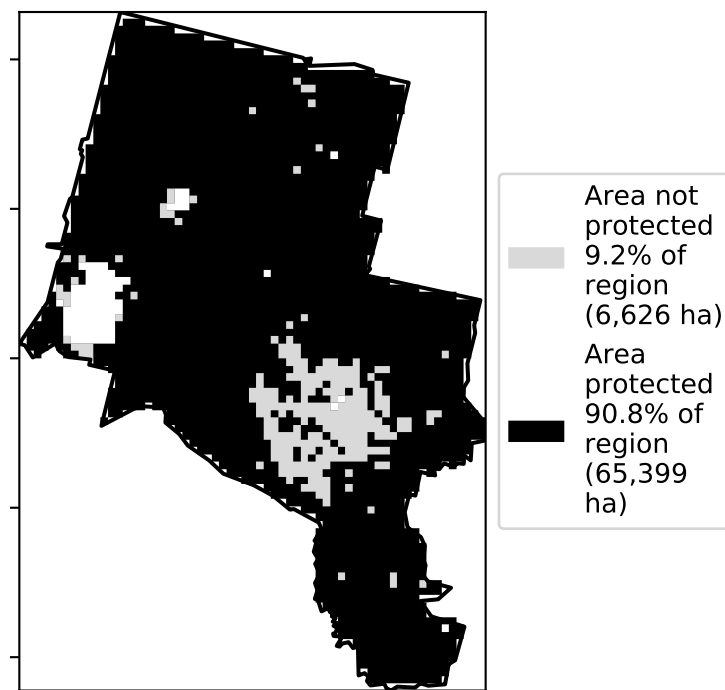 Area not
protected
9.2% of
region
(6,626 ha)
Area
protected
90.8% of
region
(65,399
ha)